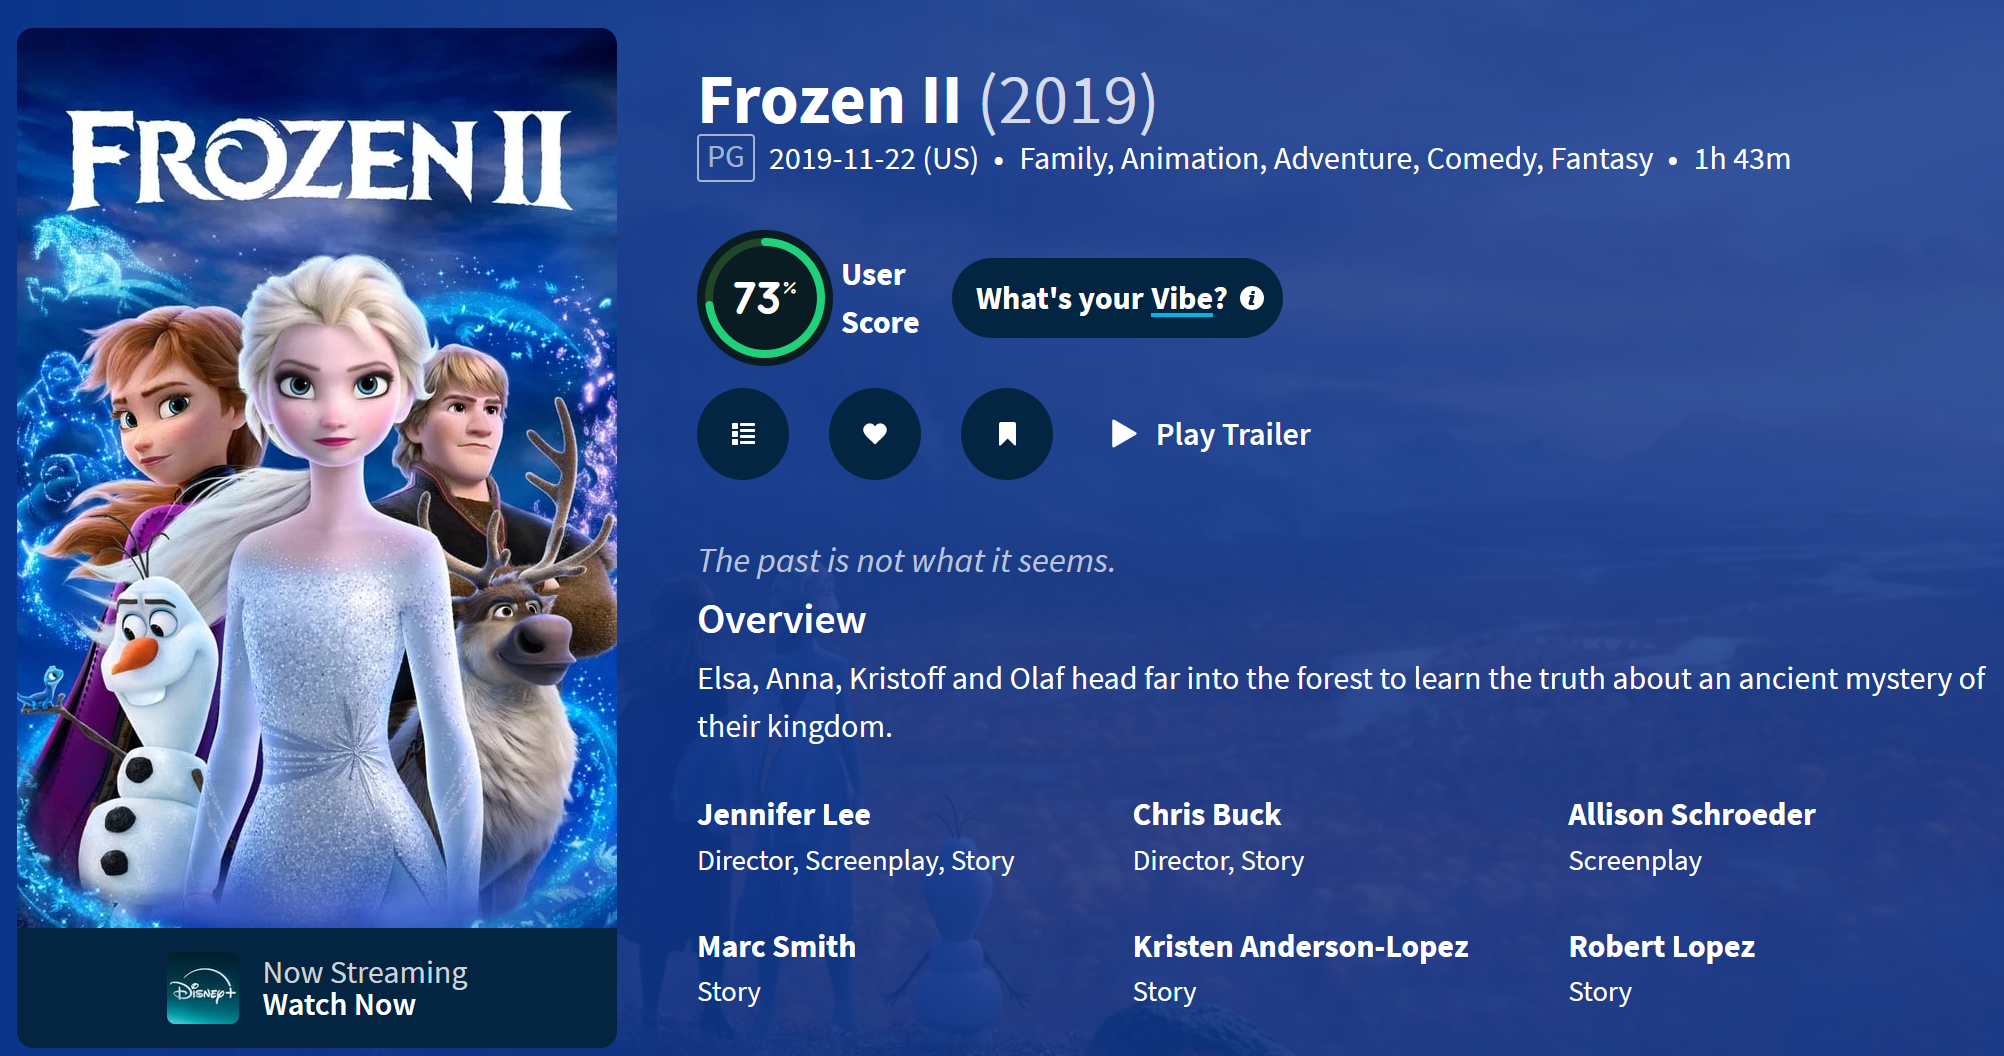 FROZEN II
Frozen II (2019)
PG 2019-11-22 (US) • Family, Animation, Adventure, Comedy, Fantasy • 1h 43m
73%
User
Score
What's your Vibe?
Play Trailer
The past is not what it seems.
Overview
Elsa, Anna, Kristoff and Olaf head far into the forest to learn the truth about an ancient mystery of
their kingdom.
Jennifer Lee
Director, Screenplay, Story
Chris Buck
Director, Story
Allison Schroeder
Screenplay
Marc Smith
Story
Kristen Anderson-Lopez
Story
Robert Lopez
Story
Disney+
Now Streaming
Watch Now